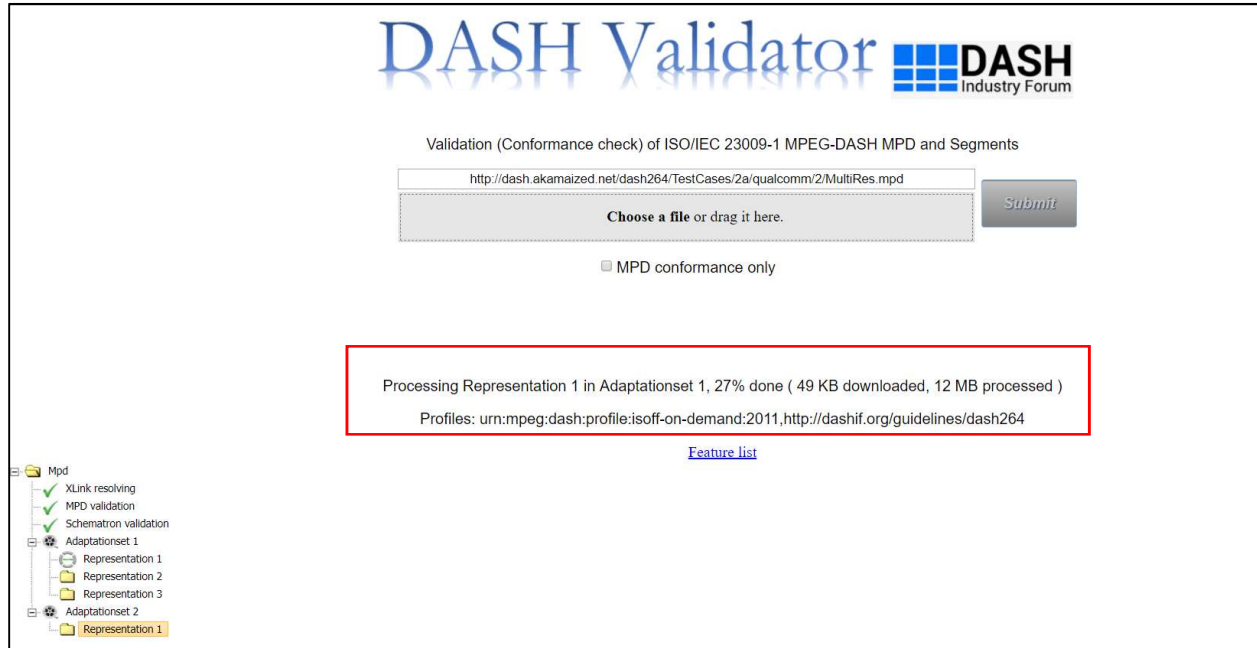 DASH Validator
DASH
Industry Forum
Validation (Conformance check) of ISO/IEC 23009-1 MPEG-DASH MPD and Segments
http://dash.akamaized.net/dash264/TestCases/2a/qualcomm/2/MultiRes.mpd
Submit
Choose a file or drag it here.
MPD conformance only
Processing Representation 1 in Adaptationset 1, 27% done ( 49 KB downloaded, 12 MB processed )
Profiles: urn:mpeg:dash:profile:isoff-on-demand:2011,http://dashif.org/guidelines/dash264
Feature list
Mpd
XLink resolving
MPD validation
Schematron validation
Adaptationset 1
Representation 1
Representation 2
Representation 3
Adaptationset 2
Representation 1